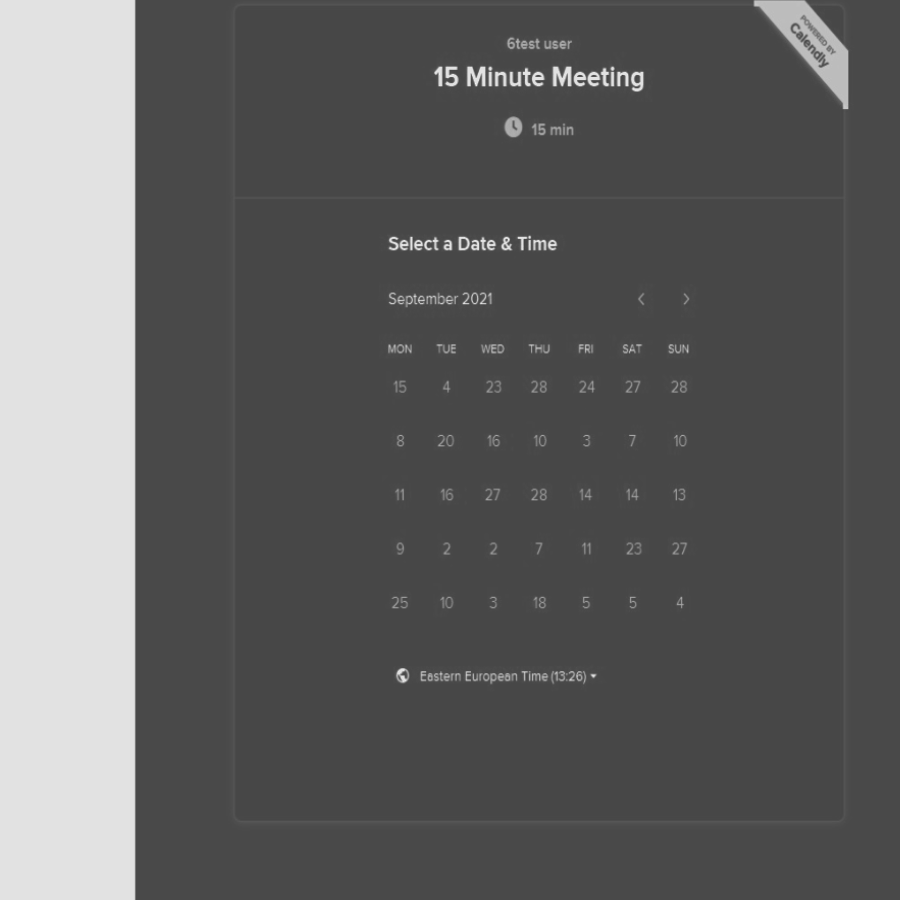 6test user
POWERED BY
Calendly
15 Minute Meeting
15 min
Select a Date & Time
September 2021
MON TUE WED THU FRI SAT SUN
15 4 23 28 24 27 28
8 20 16 10 3 7 10
11 16 27 28 14 14 13
9 2 2 7 11 23 27
25 10 3 18 5 5 4
Eastern European Time (13:26)